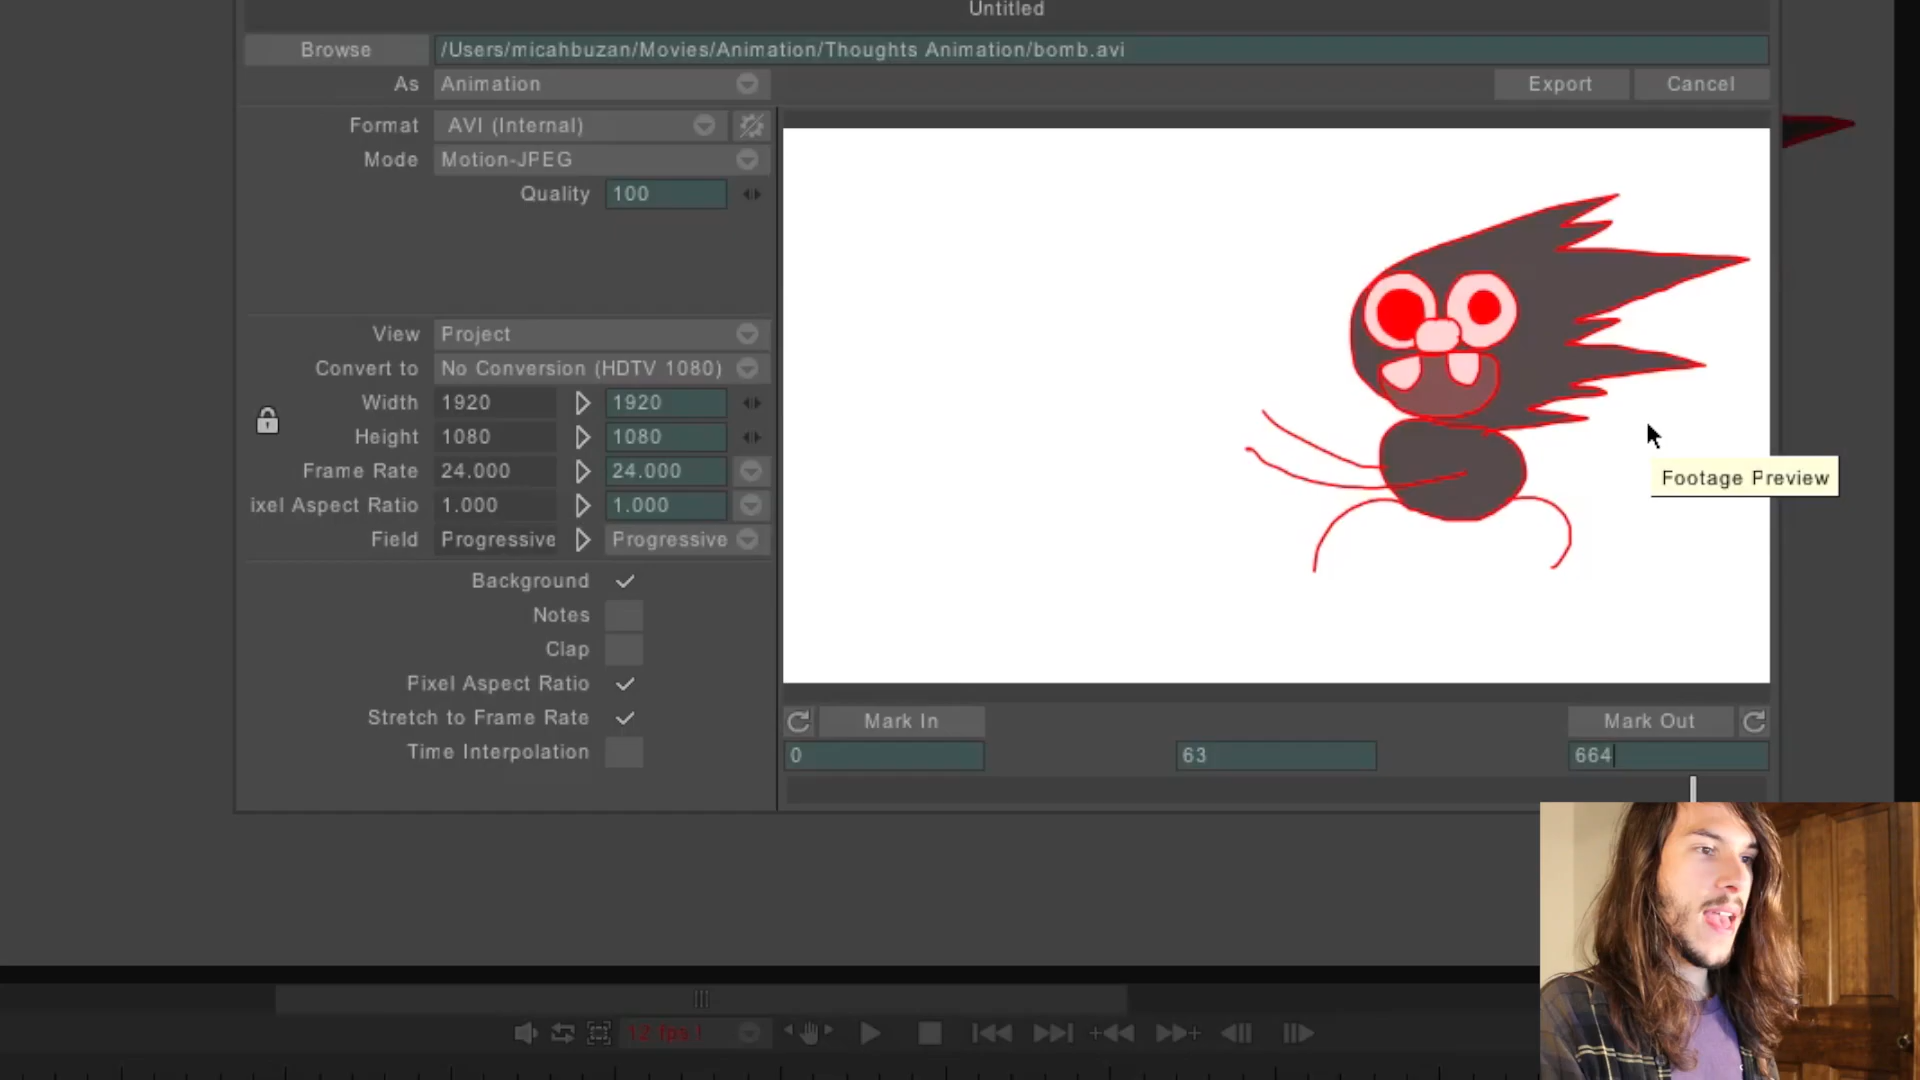 Untitled
Browse /Users/micahbuzan/Movies/Animation/Thoughts Animation/bomb.avi
As Animation Export Cancel
Format AVI (Internal)
Mode Motion-JPEG
Quality 100
View Project
Convert to No Conversion (HDTV 1080)
Width 1920 1920
Height 1080 1080
Frame Rate 24.000 24.000
ixel Aspect Ratio 1.000 1.000
Field Progressive Progressive
Footage Preview
Background
Notes
Clap
Pixel Aspect Ratio
Stretch to Frame Rate
Time Interpolation
Mark In Mark Out
0 63 664
12 fps !